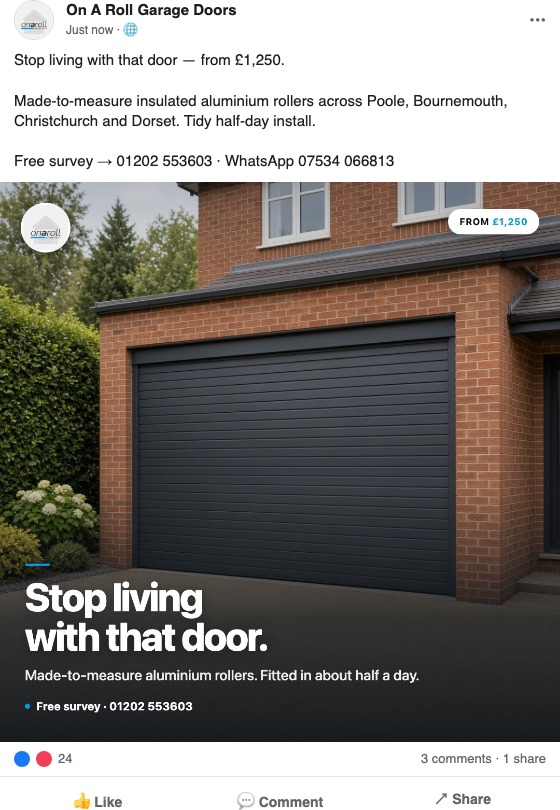 onaroll
On A Roll Garage Doors
Just now ·
Stop living with that door — from £1,250.
Made-to-measure insulated aluminium rollers across Poole, Bournemouth,
Christchurch and Dorset. Tidy half-day install.
Free survey → 01202 553603 · WhatsApp 07534 066813
onaroll
FROM £1,250
Stop living
with that door.
Made-to-measure aluminium rollers. Fitted in about half a day.
Free survey · 01202 553603
24
3 comments · 1 share
Like
Comment
Share